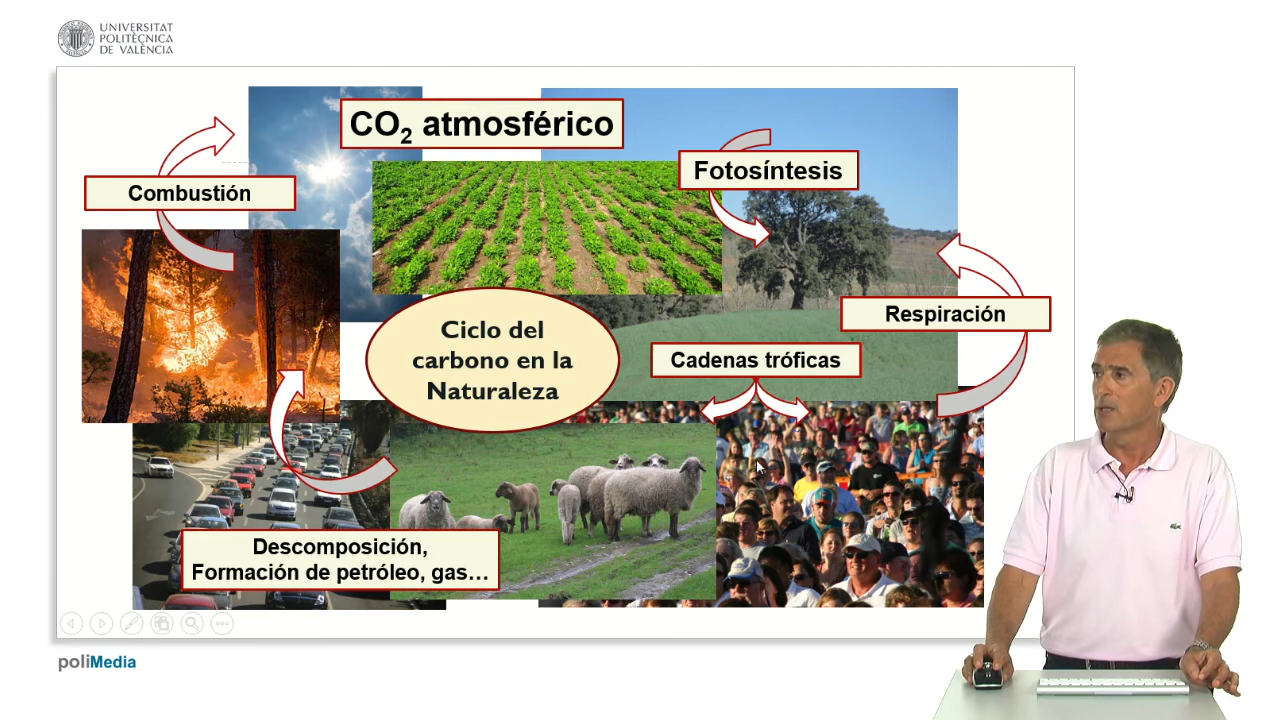 UNIVERSITAT
POLITÈCNICA
DE VALÈNCIA
CO₂ atmosférico
Fotosíntesis
Combustión
Respiración
Ciclo del
carbono en la
Naturaleza
Cadenas tróficas
Descomposición,
Formación de petróleo, gas…
poliMedia